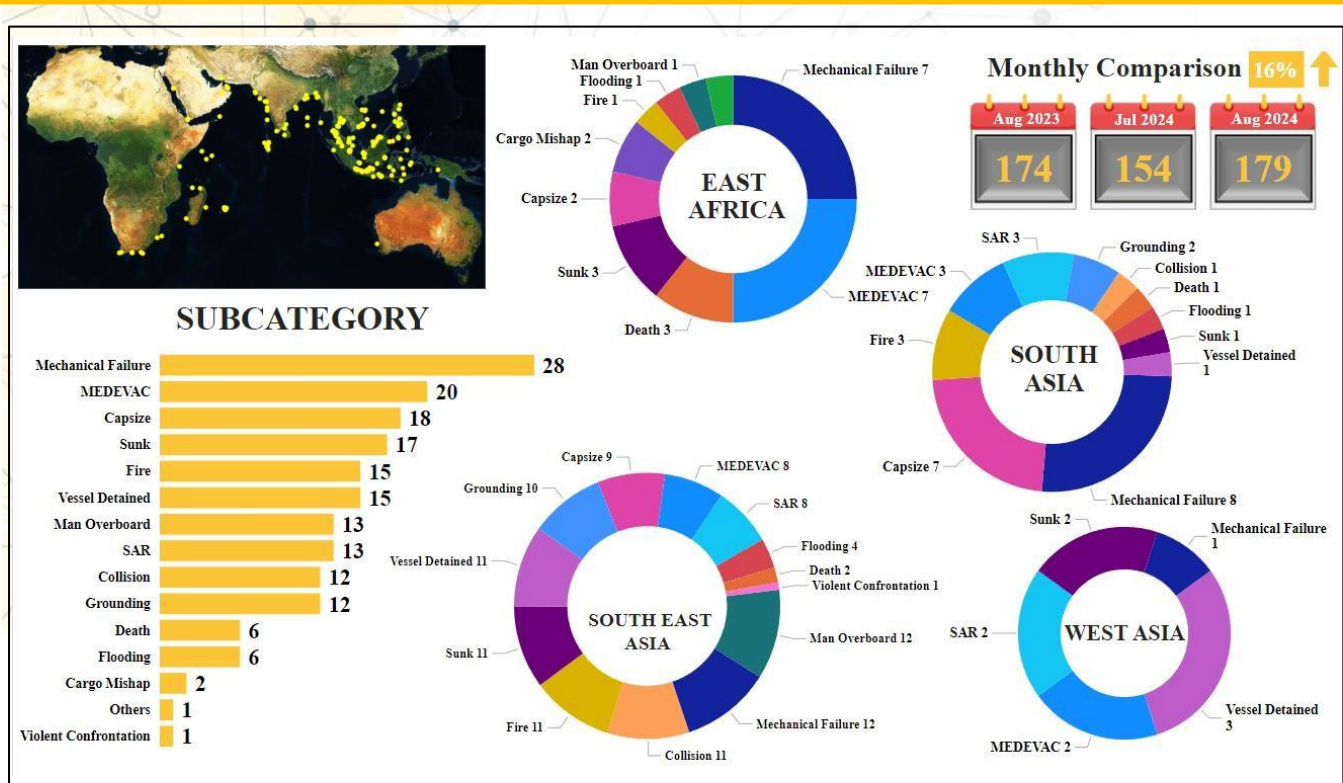 Monthly Comparison 16%
Aug 2023
Jul 2024
Aug 2024
174
154
179
SUBCATEGORY
Mechanical Failure 28
MEDEVAC 20
Capsize 18
Sunk 17
Fire 15
Vessel Detained 15
Man Overboard 13
SAR 13
Collision 12
Grounding 12
Death 6
Flooding 6
Cargo Mishap 2
Others 1
Violent Confrontation 1
EAST
AFRICA
Mechanical Failure 7
MEDEVAC 7
Death 3
Sunk 3
Capsize 2
Cargo Mishap 2
Fire 1
Flooding 1
Man Overboard 1
SOUTH
ASIA
SAR 3
Grounding 2
Collision 1
Death 1
Flooding 1
Sunk 1
Vessel Detained
1
Mechanical Failure 8
Capsize 7
Fire 3
MEDEVAC 3
SOUTH EAST
ASIA
Capsize 9
MEDEVAC 8
SAR 8
Flooding 4
Death 2
Violent Confrontation 1
Man Overboard 12
Mechanical Failure 12
Collision 11
Fire 11
Sunk 11
Vessel Detained 11
Grounding 10
WEST ASIA
Sunk 2
Mechanical Failure
1
Vessel Detained
3
MEDEVAC 2
SAR 2